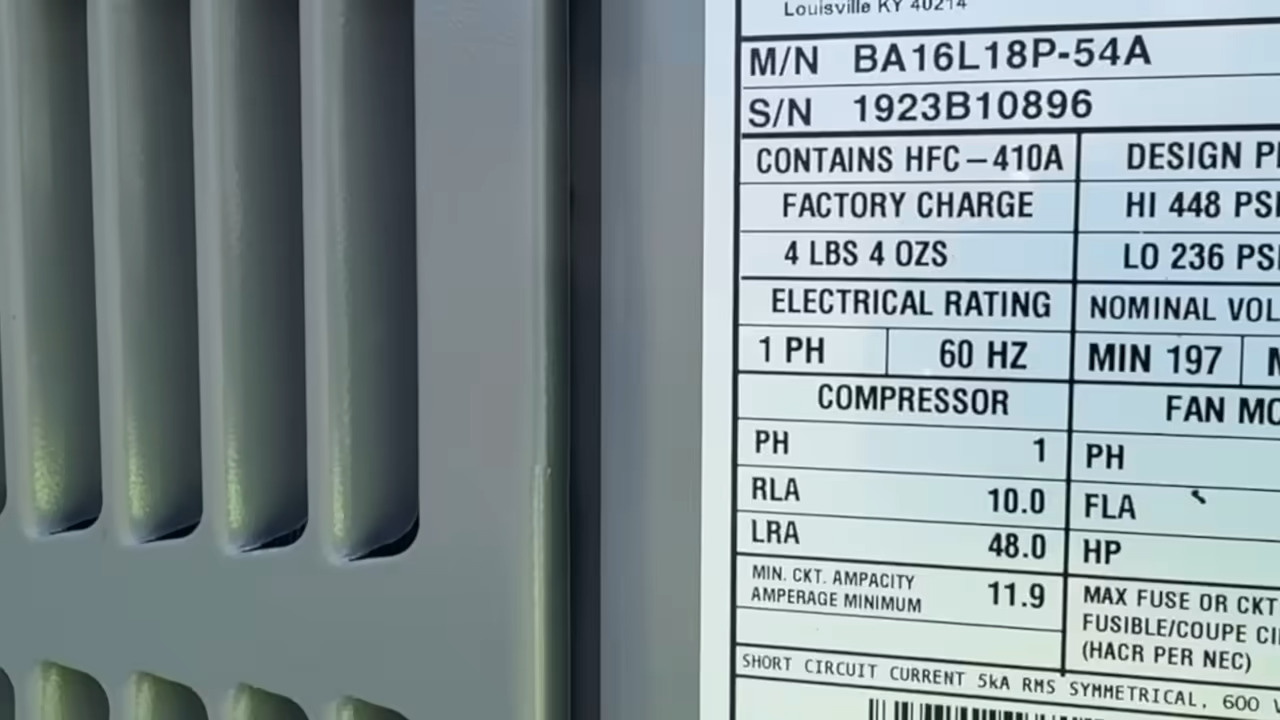 Louisville KY 40214
M/N BA16L18P-54A
S/N 1923B10896
CONTAINS HFC-410A DESIGN
FACTORY CHARGE HI 448
4 LBS 4 OZS LO 236
ELECTRICAL RATING NOMINAL
1 PH 60 HZ MIN 197
COMPRESSOR FAN
PH 1 PH
RLA 10.0 FLA
LRA 48.0 HP
MIN. CKT. AMPACITY
AMPERAGE MINIMUM 11.9
MAX FUSE OR CKT
FUSIBLE/COUPE
(HACR PER NEC)
SHORT CIRCUIT CURRENT 5kA RMS SYMMETRICAL, 600